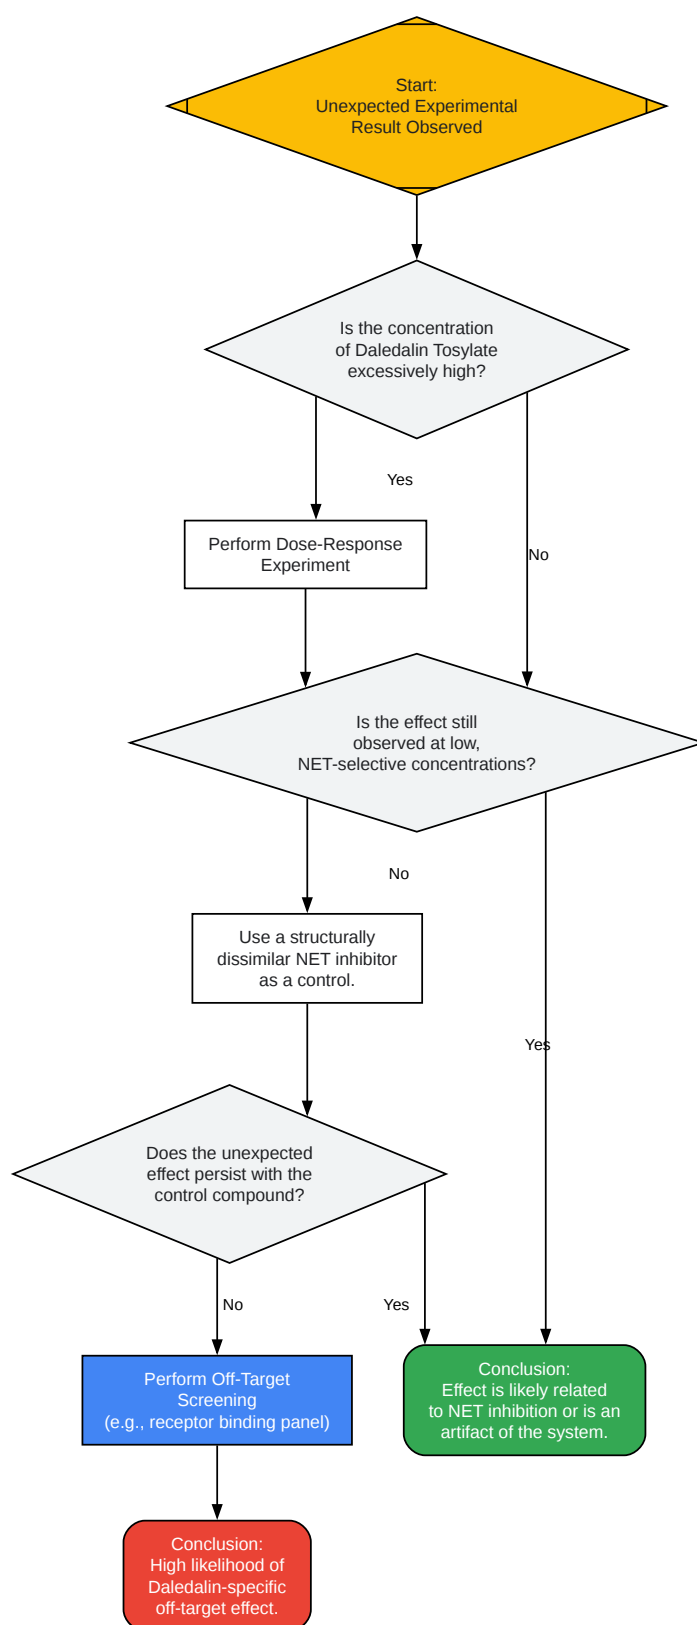 Start:
Unexpected Experimental
Result Observed
Is the concentration
of Daledalin Tosylate
excessively high?
Yes
Perform Dose-Response
Experiment
No
Is the effect still
observed at low,
NET-selective concentrations?
No
Use a structurally
dissimilar NET inhibitor
as a control.
Yes
Does the unexpected
effect persist with the
control compound?
No
Yes
Perform Off-Target
Screening
(e.g., receptor binding panel)
Conclusion:
Effect is likely related
to NET inhibition or is an
artifact of the system.
Conclusion:
High likelihood of
Daledalin-specific
off-target effect.